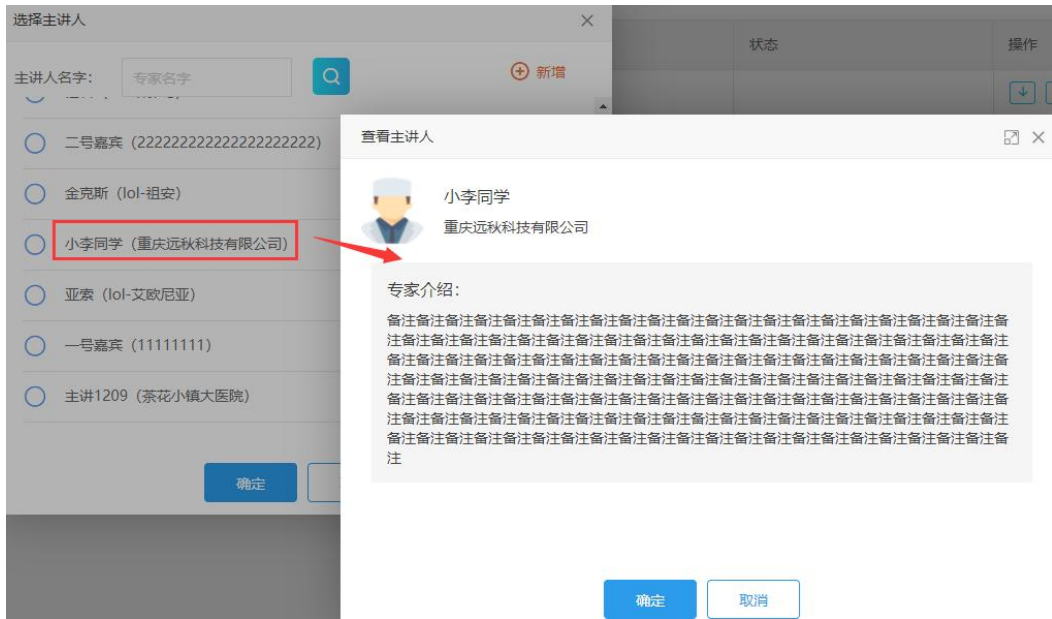 选择主讲人
状态
操作
主讲人名字：
专家名字
新增
二号嘉宾（222222222222222222222）
金克斯（lol-祖安）
小李同学（重庆远秋科技有限公司）
亚索（lol-艾欧尼亚）
一号嘉宾（11111111）
主讲1209（茶花小镇大医院）
确定
查看主讲人
小李同学
重庆远秋科技有限公司
专家介绍：
备注备注备注备注备注备注备注备注备注备注备注备注备注备注备注备注备注备注备注备注备注备
注备注备注备注备注备注备注备注备注备注备注备注备注备注备注备注备注备注备注备注备注备注
备注备注备注备注备注备注备注备注备注备注备注备注备注备注备注备注备注备注备注备注备注备
注备注备注备注备注备注备注备注备注备注备注备注备注备注备注备注备注备注备注备注备注备注
备注备注备注备注备注备注备注备注备注备注备注备注备注备注备注备注备注备注备注备注备注备
注备注备注备注备注备注备注备注备注备注备注备注备注备注备注备注备注备注备注备注备注备注
备注备注备注备注备注备注备注备注备注备注备注备注备注备注备注备注备注备注备注备注备注备
注
确定
取消